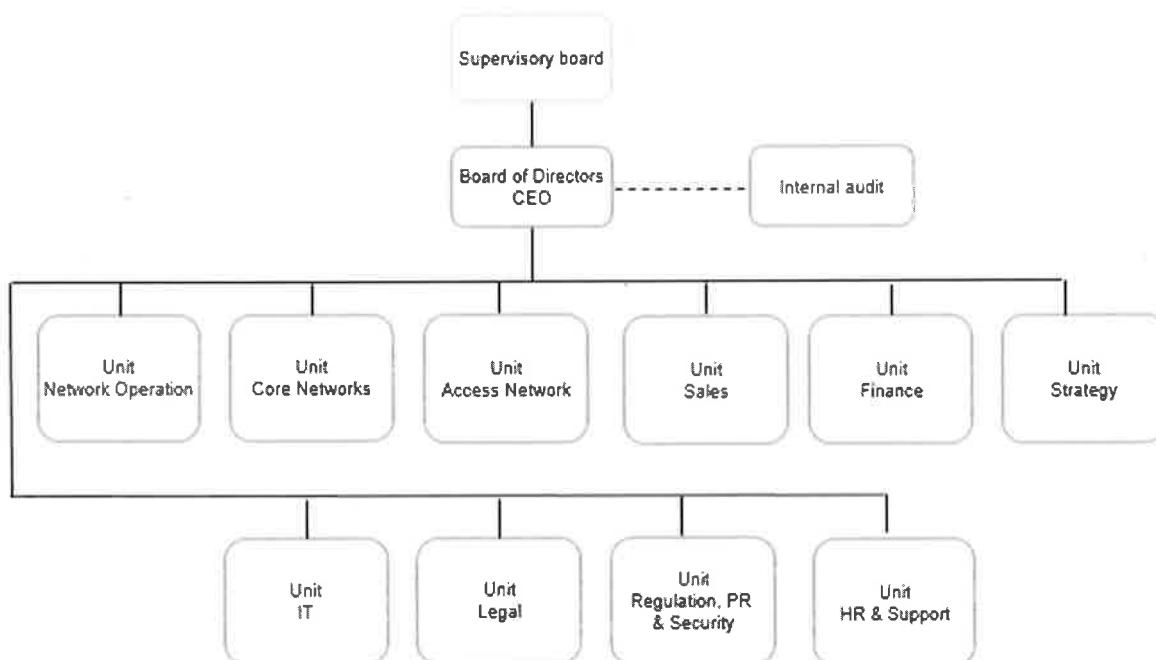 Supervisory board
Board of Directors
CEO
Internal audit
Unit
Network Operation
Unit
Core Networks
Unit
Access Network
Unit
Sales
Unit
Finance
Unit
Strategy
Unit
IT
Unit
Legal
Unit
Regulation, PR
& Security
Unit
HR & Support